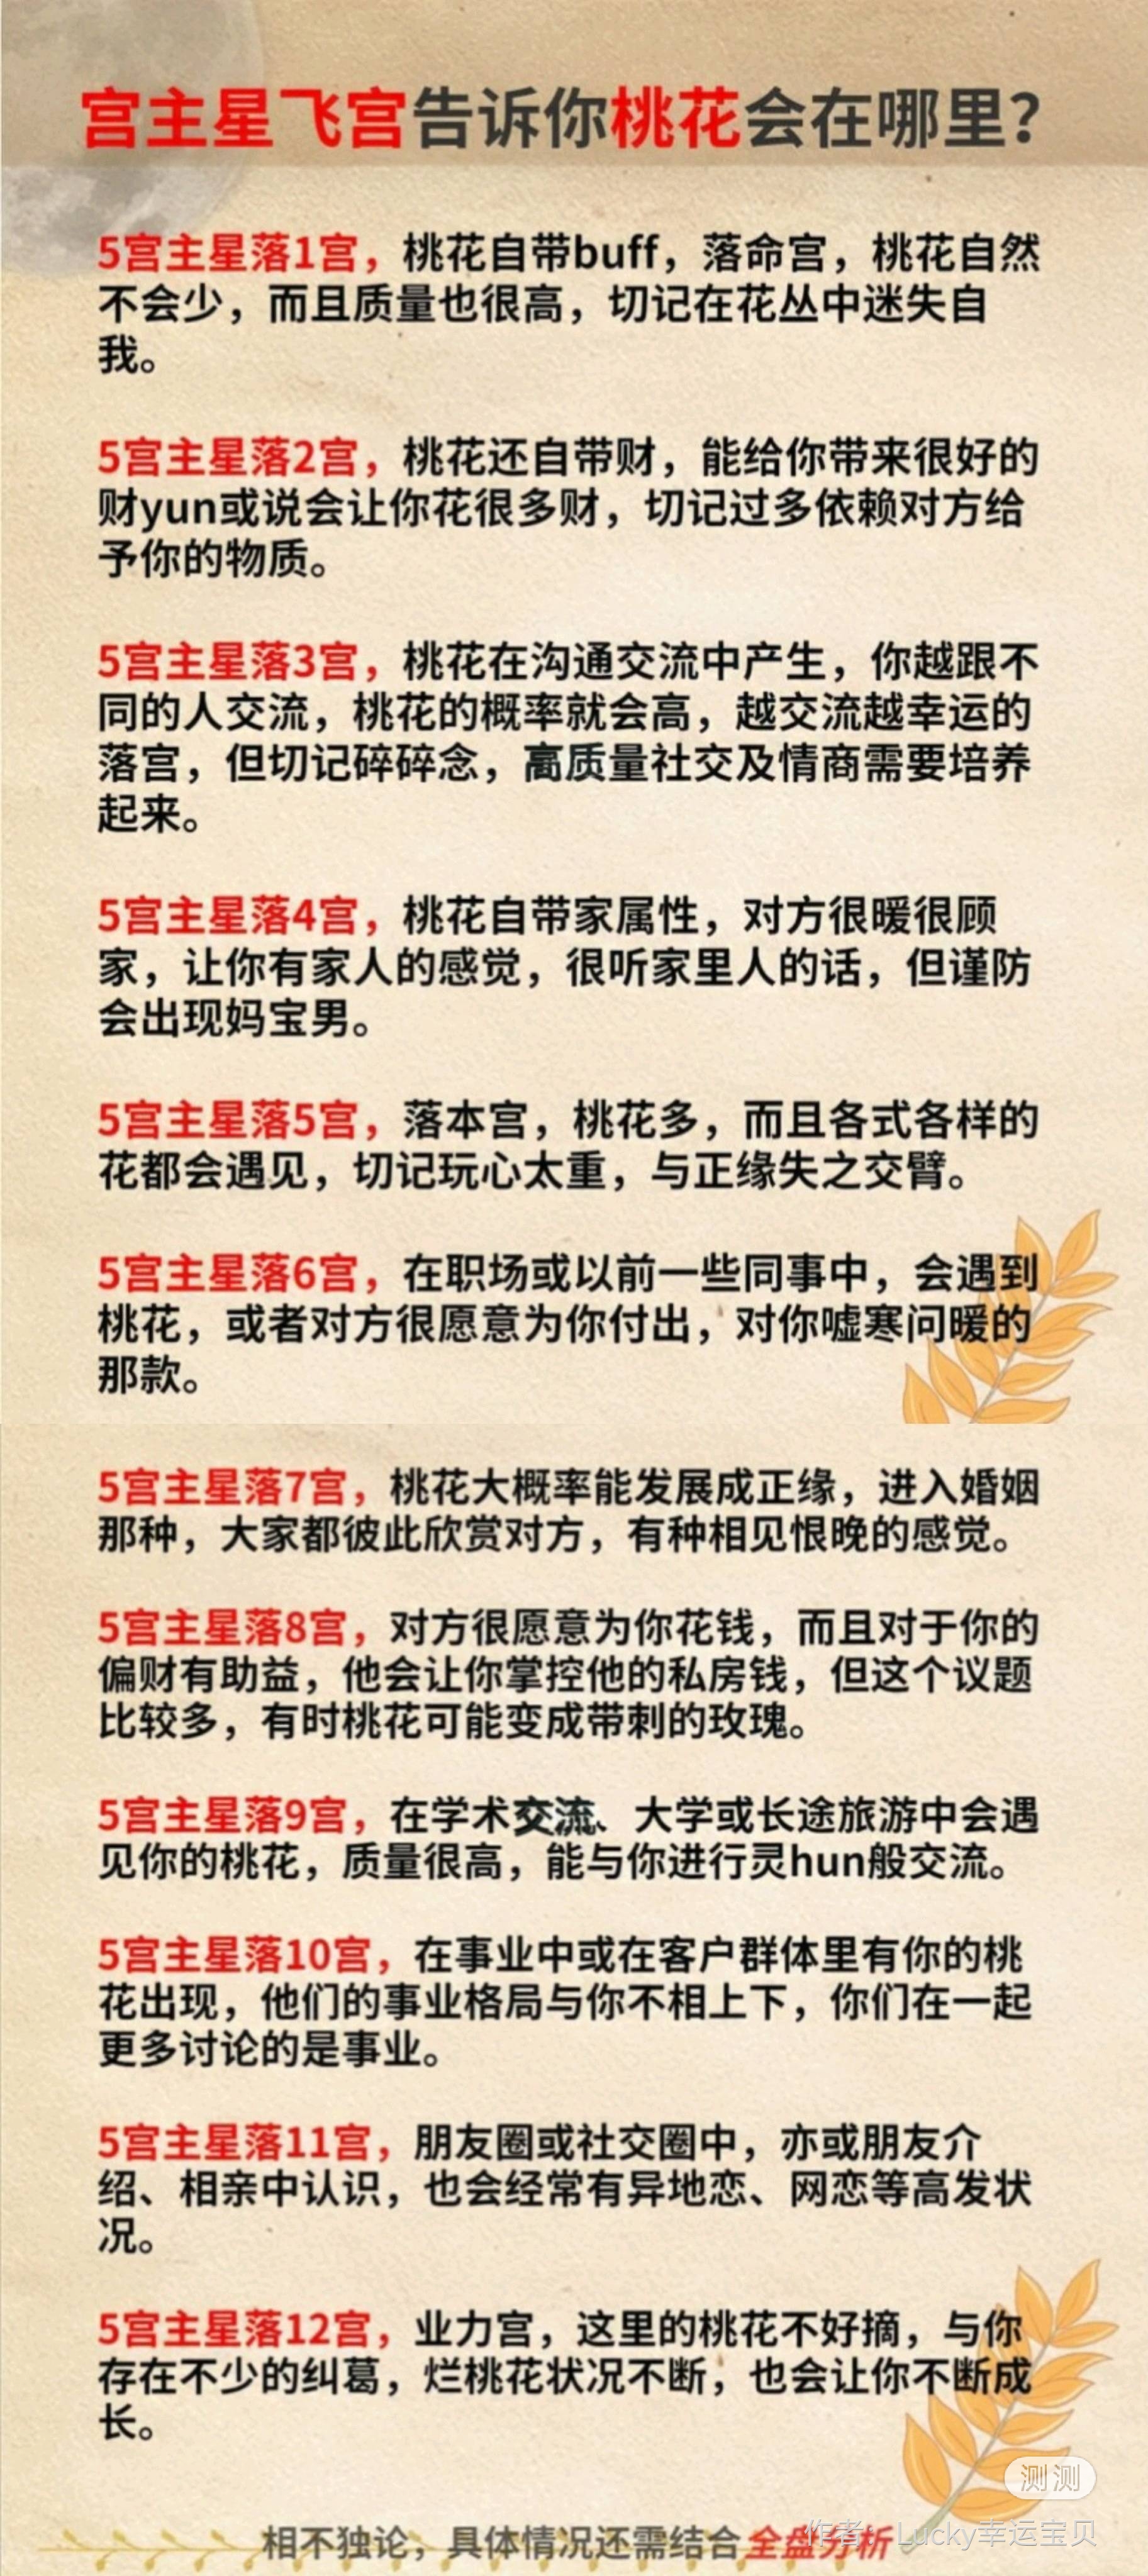 宫主星飞宫告诉你桃花会在哪里？
5宫主星落1宫，桃花自带buff，落命宫，桃花自然
不会少，而且质量也很高，切记在花丛中迷失自
我。
5宫主星落2宫，桃花还自带财，能给你带来很好的
财yun或说会让你花很多财，切记过多依赖对方给
予你的物质。
5宫主星落3宫，桃花在沟通交流中产生，你越跟不
同的人交流，桃花的概率就会高，越交流越幸运的
落宫，但切记碎碎念，高质量社交及情商需要培养
起来。
5宫主星落4宫，桃花自带家属性，对方很暖很顾
家，让你有家人的感觉，很听家里人的话，但谨防
会出现妈宝男。
5宫主星落5宫，落本宫，桃花多，而且各式各样的
花都会遇见，切记玩心太重，与正缘失之交臂。
5宫主星落6宫，在职场或以前一些同事中，会遇到
桃花，或者对方很愿意为你付出，对你嘘寒问暖的
那款。
5宫主星落7宫，桃花大概率能发展成正缘，进入婚姻
那种，大家都彼此欣赏对方，有种相见恨晚的感觉。
5宫主星落8宫，对方很愿意为你花钱，而且对于你的
偏财有助益，他会让你掌控他的私房钱，但这个议题
比较多，有时桃花可能变成带刺的玫瑰。
5宫主星落9宫，在学术交流、大学或长途旅游中会遇
见你的桃花，质量很高，能与你进行灵hun般交流。
5宫主星落10宫，在事业中或在客户群体里有你的桃
花出现，他们的事业格局与你不相上下，你们在一起
更多讨论的是事业。
5宫主星落11宫，朋友圈或社交圈中，亦或朋友介
绍、相亲中认识，也会经常有异地恋、网恋等高发状
况。
5宫主星落12宫，业力宫，这里的桃花不好摘，与你
存在不少的纠葛，烂桃花状况不断，也会让你不断成
长。
测测
相不独论，具体情况还需结合全盘分析
作者：Lucky幸运宝贝